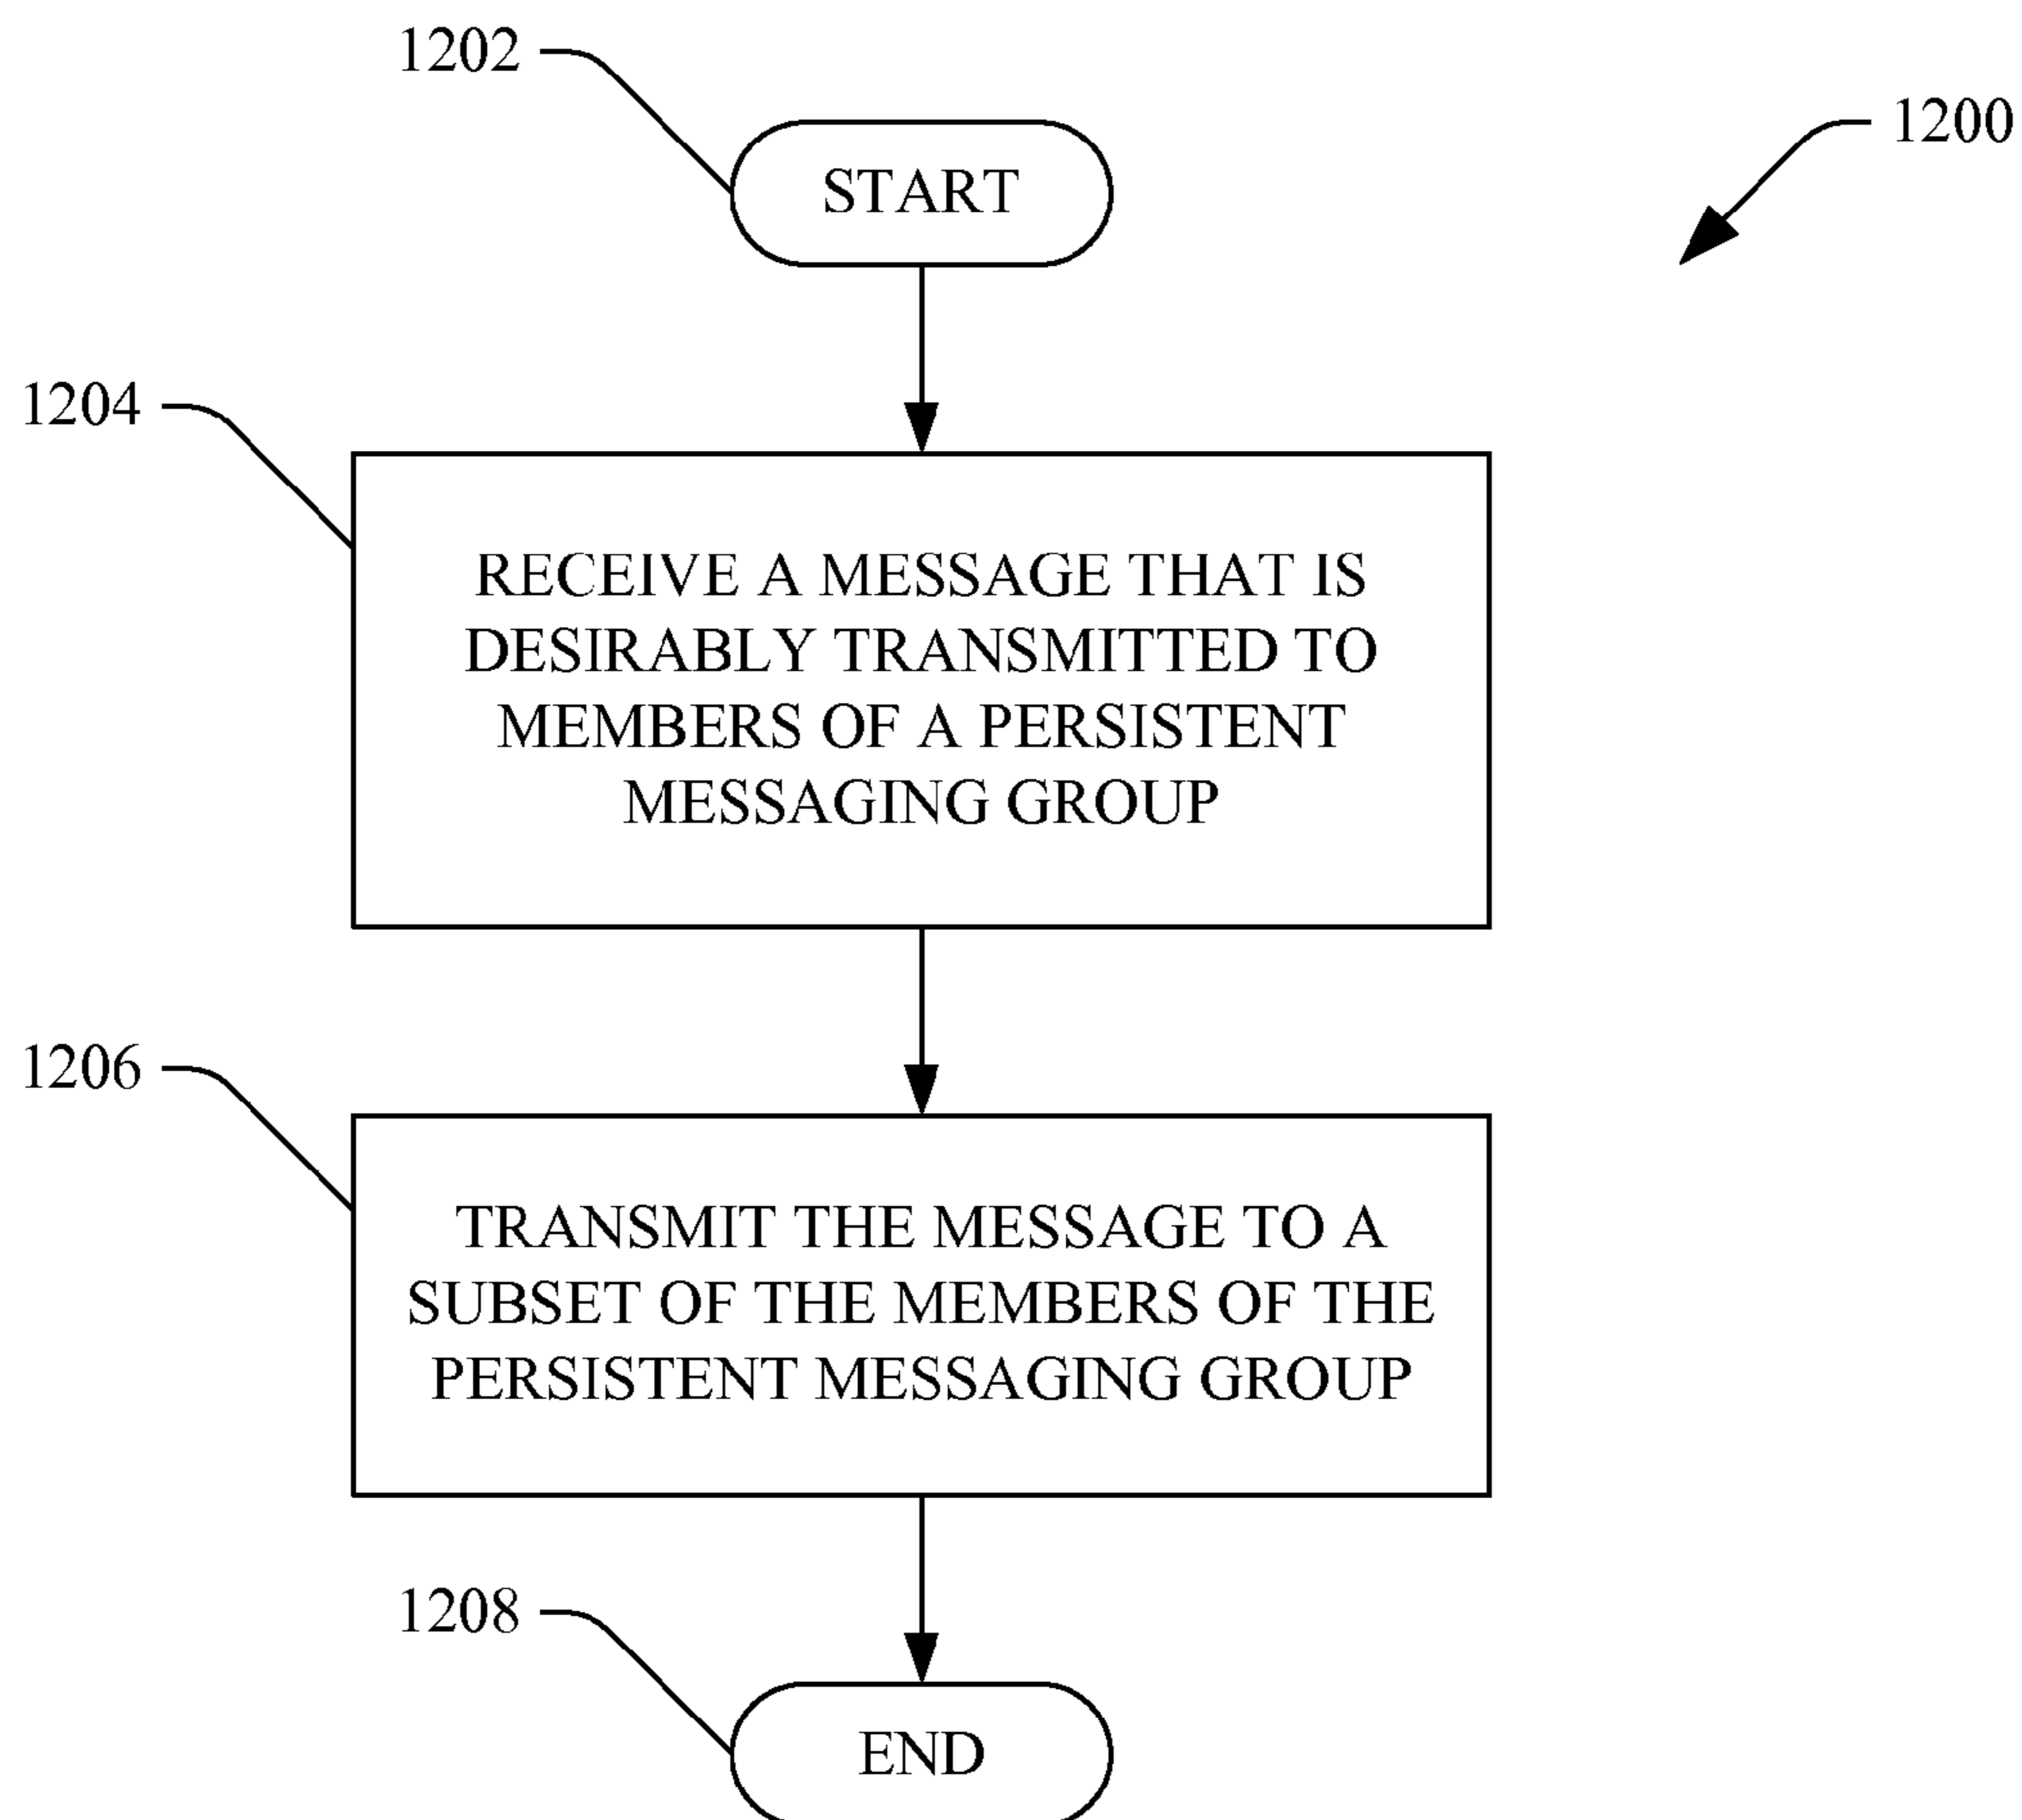 1202
1200
START
1204
RECEIVE A MESSAGE THAT IS
DESIRABLY TRANSMITTED TO
MEMBERS OF A PERSISTENT
MESSAGING GROUP
1206
TRANSMIT THE MESSAGE TO A
SUBSET OF THE MEMBERS OF THE
PERSISTENT MESSAGING GROUP
1208
END